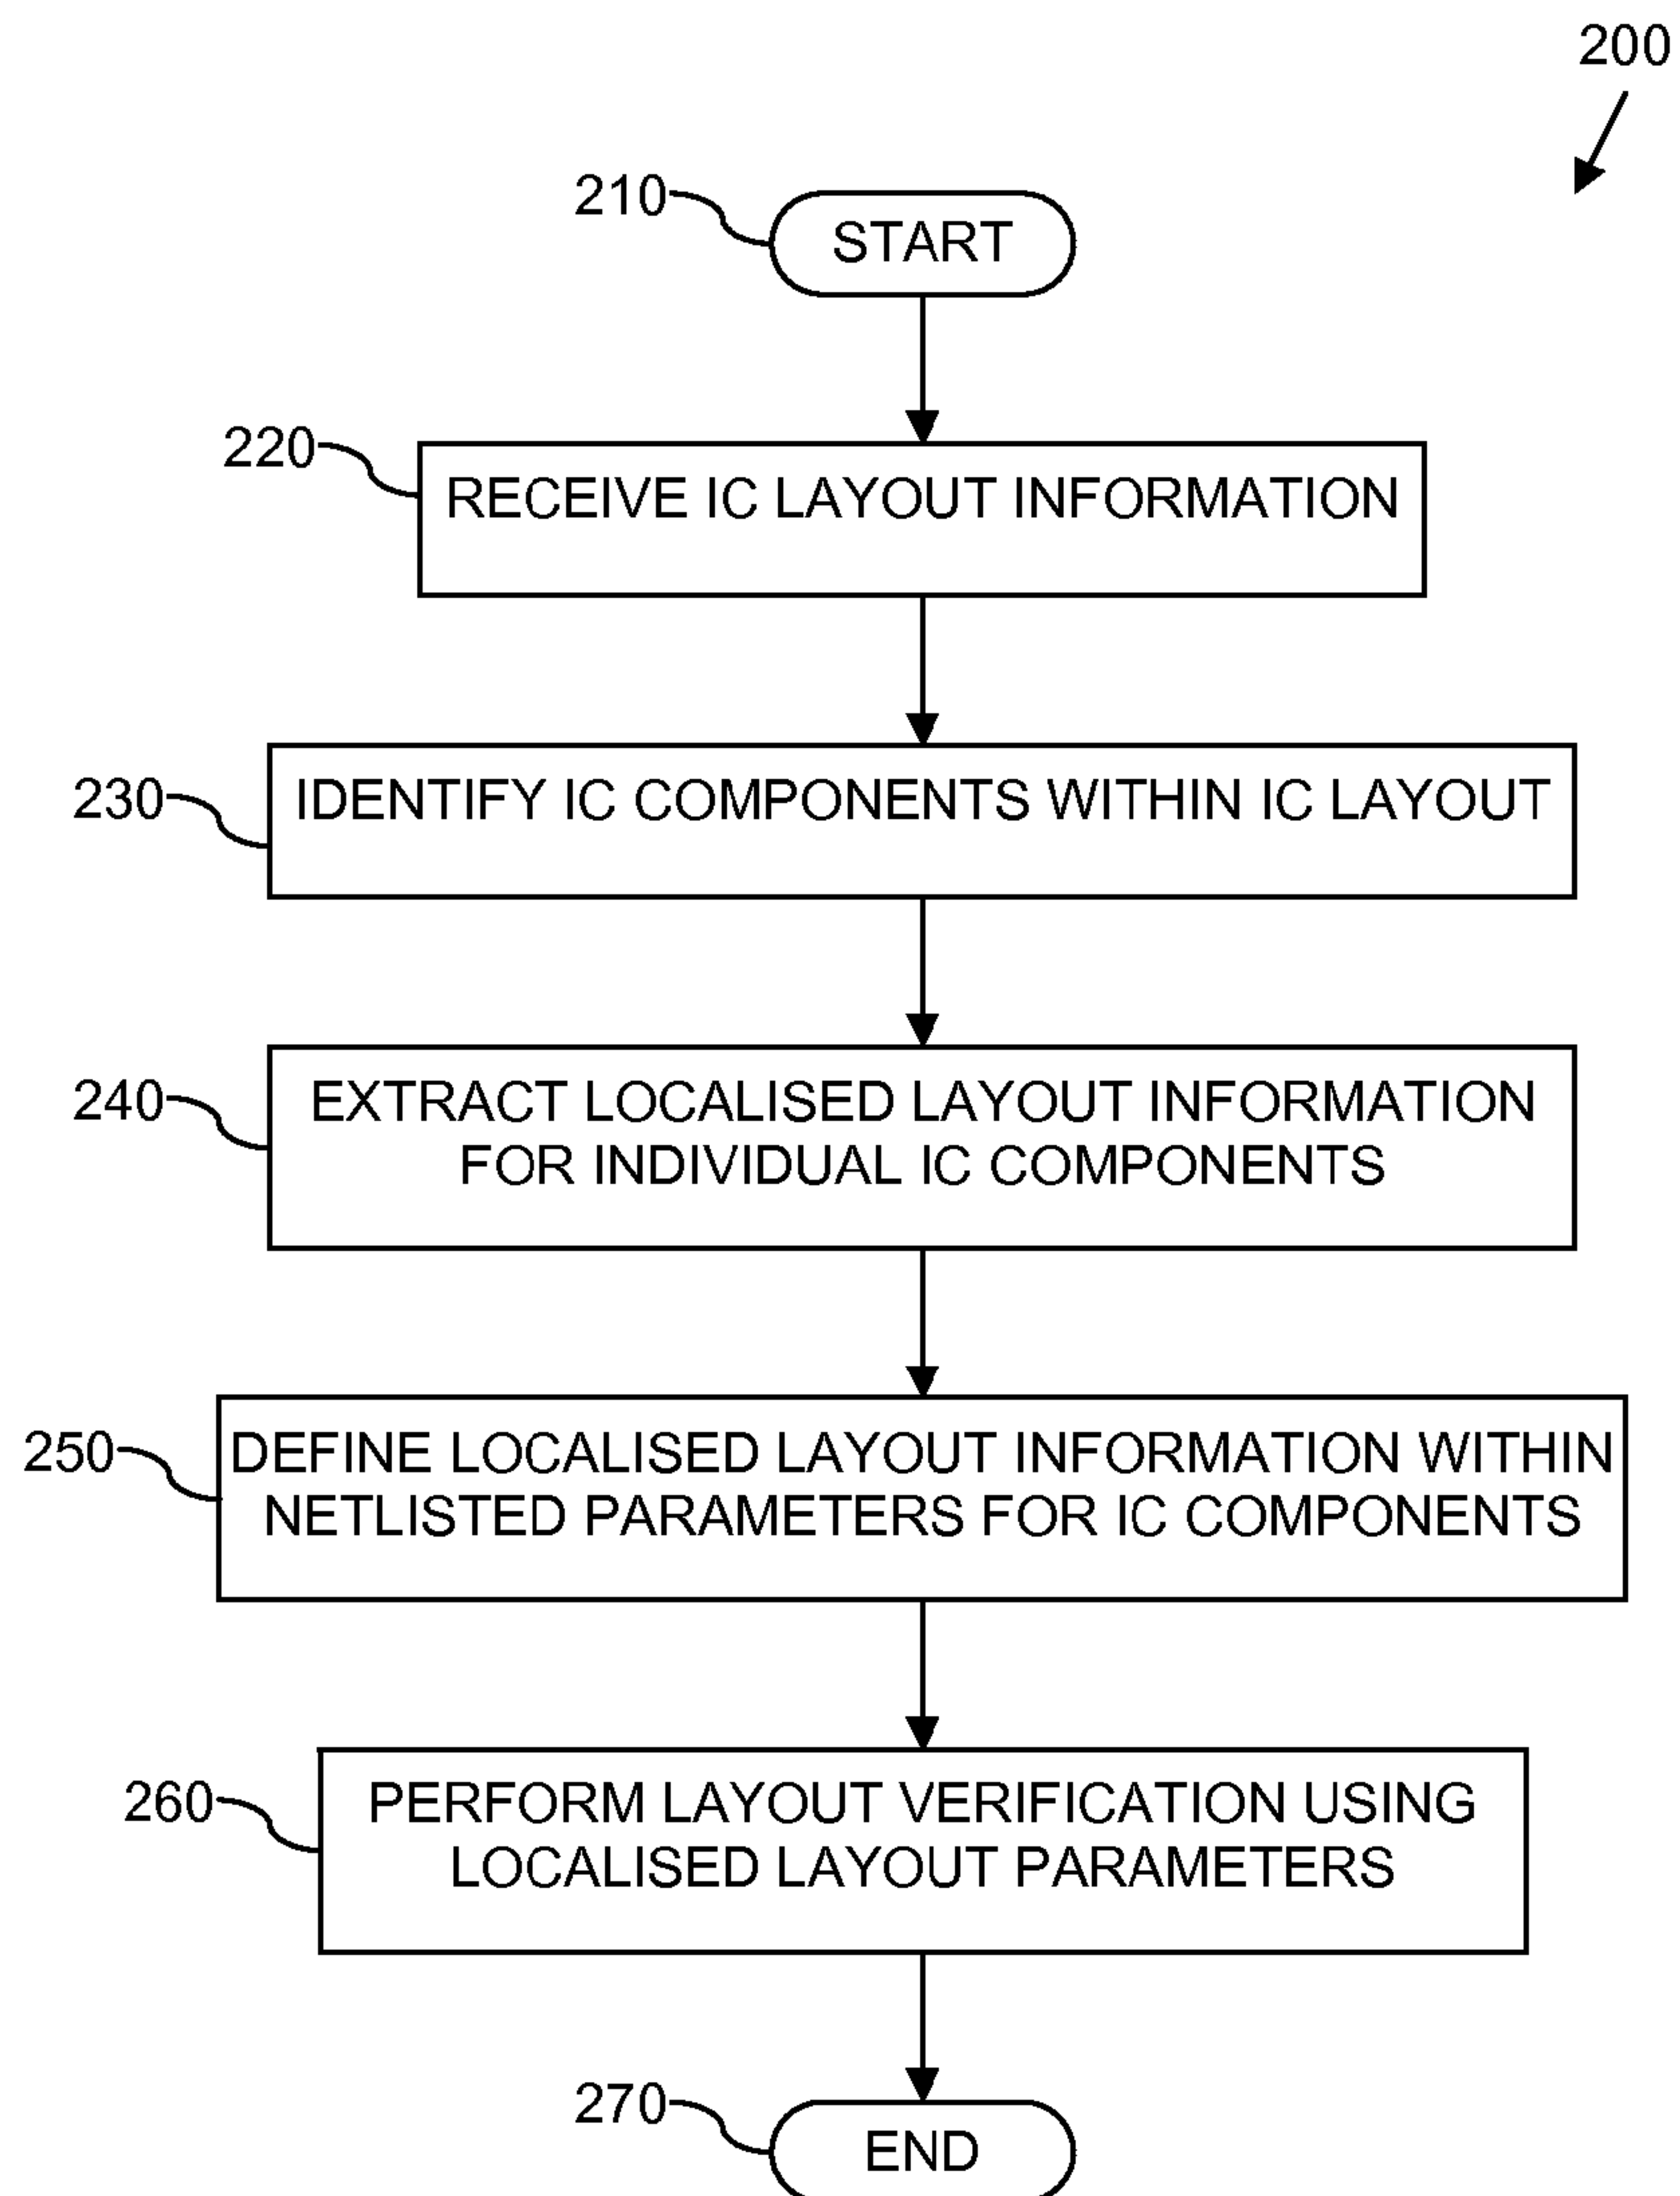 200
210
START
220
RECEIVE IC LAYOUT INFORMATION
230
IDENTIFY IC COMPONENTS WITHIN IC LAYOUT
240
EXTRACT LOCALISED LAYOUT INFORMATION
FOR INDIVIDUAL IC COMPONENTS
250
DEFINE LOCALISED LAYOUT INFORMATION WITHIN
NETLISTED PARAMETERS FOR IC COMPONENTS
260
PERFORM LAYOUT VERIFICATION USING
LOCALISED LAYOUT PARAMETERS
270
END